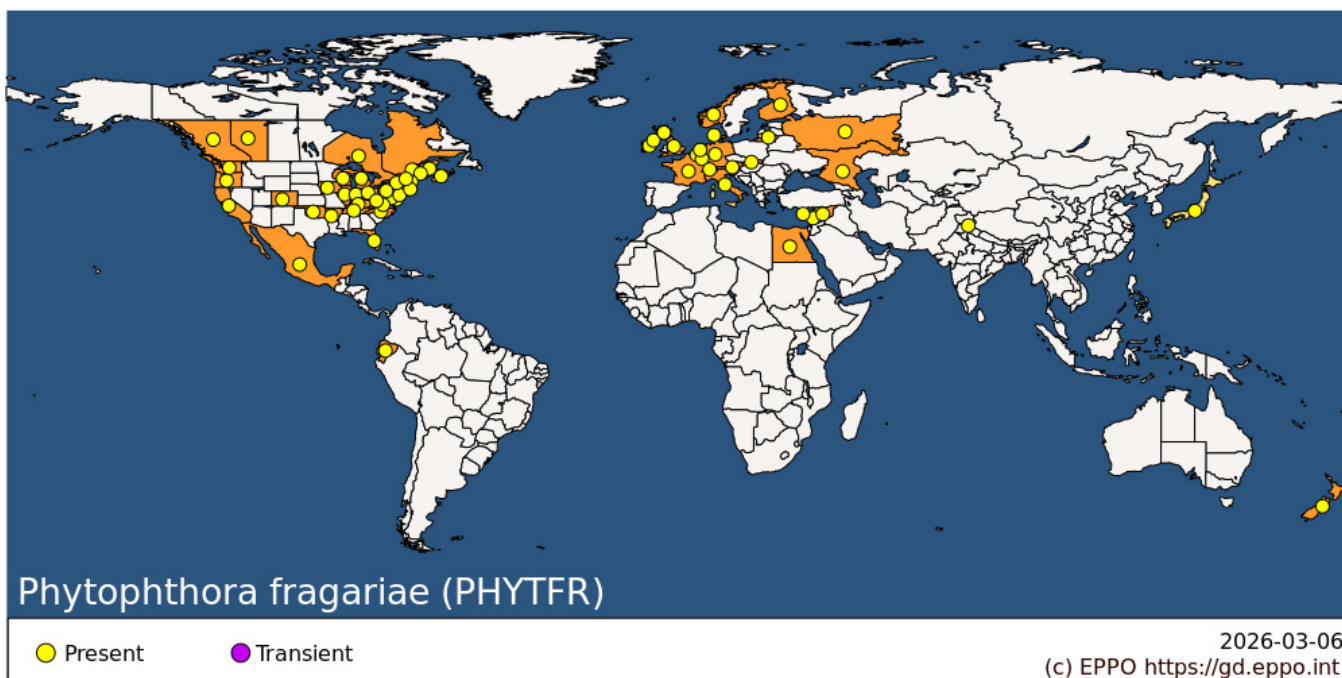 Phytophthora fragariae (PHYTFR)
Present
Transient
2026-03-06
(c) EPPO https://gd.eppo.int